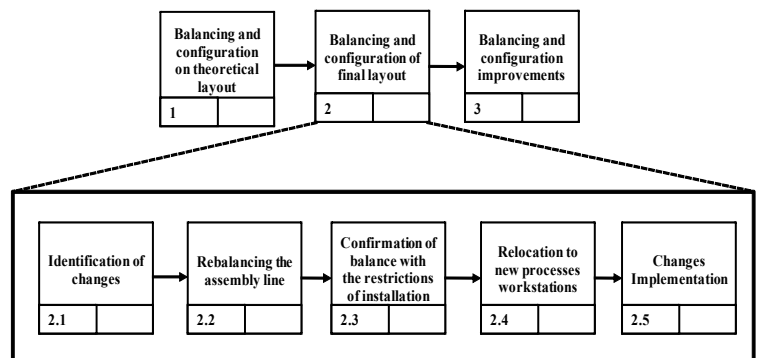 Balancing and
configuration
on theoretical
layout
1
Balancing and
configuration of
final layout
2
Balancing and
configuration
improvements
3
Identification of
changes
2.1
Rebalancing the
assembly line
2.2
Confirmation of
balance with
the restrictions
of installation
2.3
Relocation to
new processes
workstations
2.4
Changes
Implementation
2.5